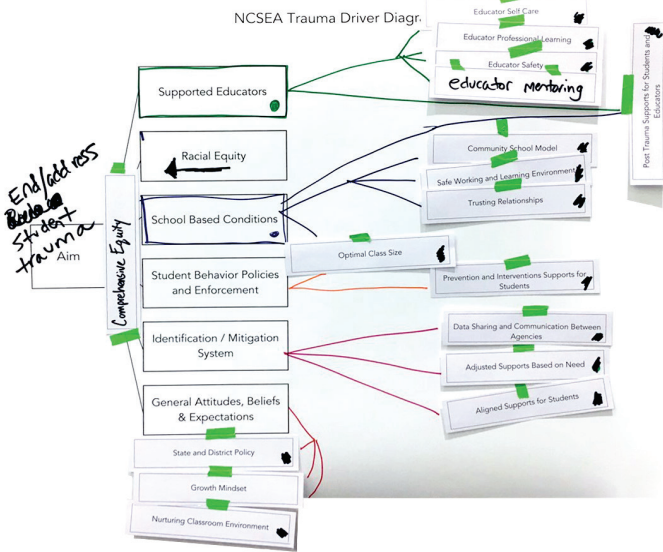 NCSEA Trauma Driver Diagr
Educator Self Care
Educator Professional Learning
Educator Safety
educator mentoring
Supported Educators
Post Trauma Supports for Students and
Educators
Racial Equity
Community School Model
Safe Working and Learning Environment
Trusting Relationships
End/address
Student
trauma
Aim
Comprehensive Equity
School Based Conditions
Optimal Class Size
Student Behavior Policies
and Enforcement
Prevention and Interventions Supports for
Students
Identification / Mitigation
System
Data Sharing and Communication Between
Agencies
Adjusted Supports Based on Need
Aligned Supports for Students
General Attitudes, Beliefs
& Expectations
State and District Policy
Growth Mindset
Nurturing Classroom Environment